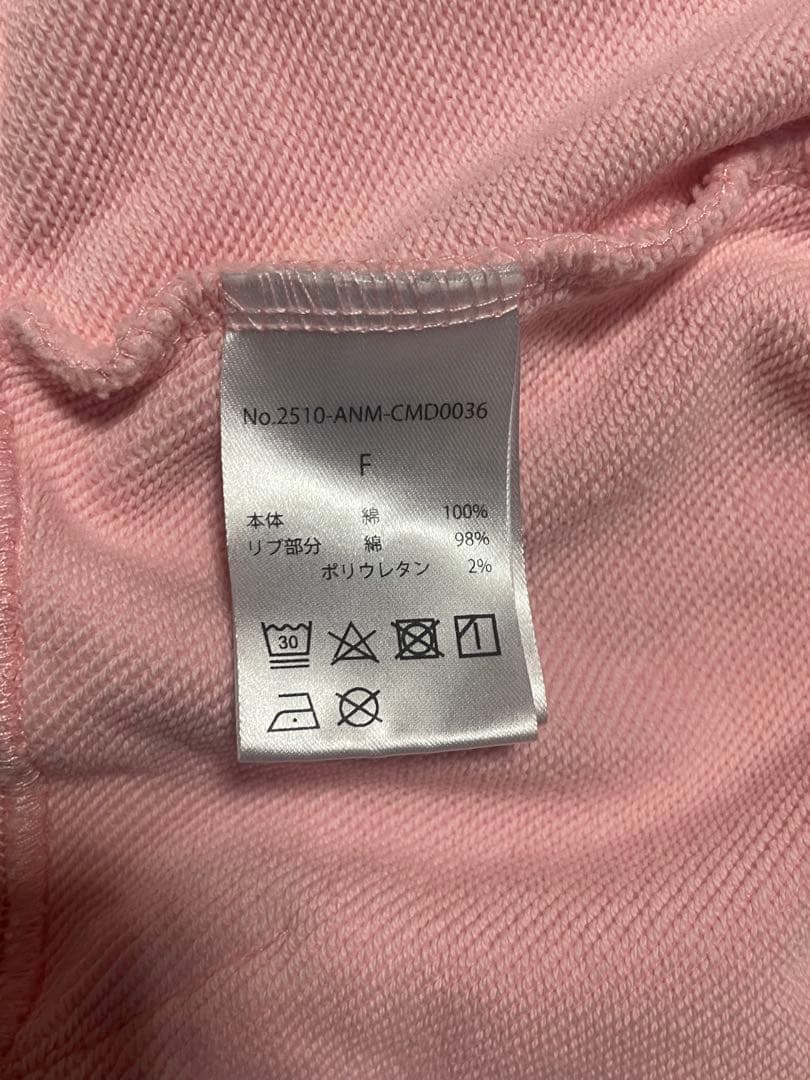 No.2510-ANM-CMD0036
F
本体 綿 100%
リブ部分 綿 98%
ポリウレタン 2%
30